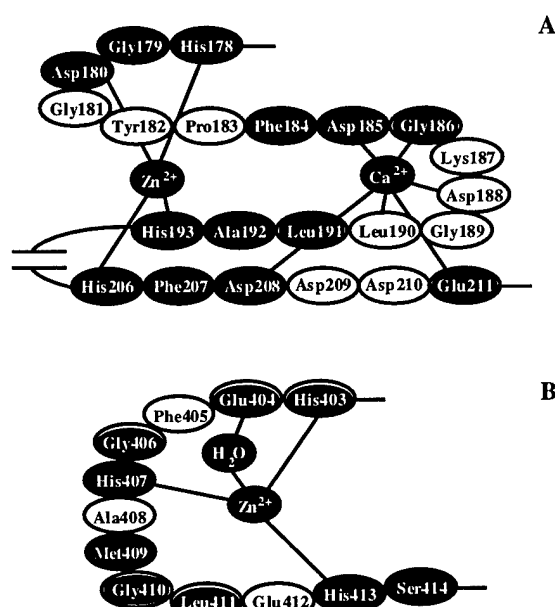 A
Gly179 His178
Asp180
Gly181
Tyr182 Pro183 Phe184 Asp185 Gly186
Lys187
Zn2+ Ca2+
Asp188
His193 Ala192 Leu191 Leu190 Gly189
His206 Phe207 Asp208 Asp209 Asp210 Glu211
B
Glu404 His403
Phe405
Gly406
H2O
His407
Zn2+
Ala408
Met409
Gly410 Leu411 Glu412 His413 Ser414